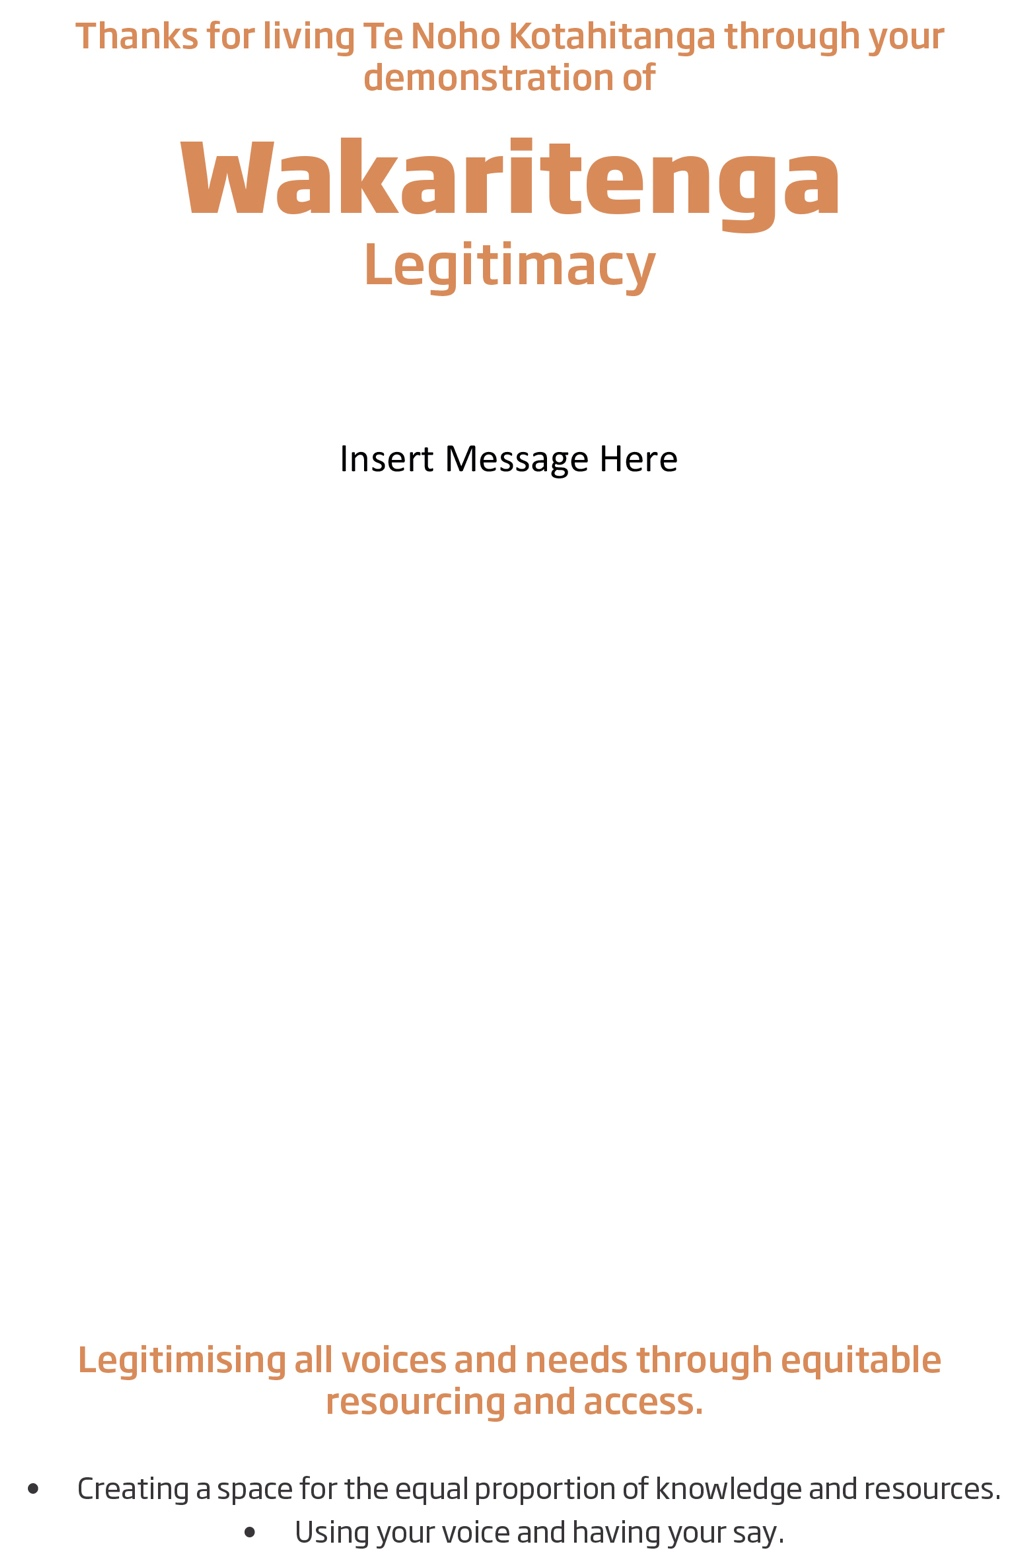 Thanks for living Te Noho Kotahitanga through your
demonstration of
Wakaritenga
Legitimacy
Insert Message Here
Legitimising all voices and needs through equitable
resourcing and access.
• Creating a space for the equal proportion of knowledge and resources.
• Using your voice and having your say.